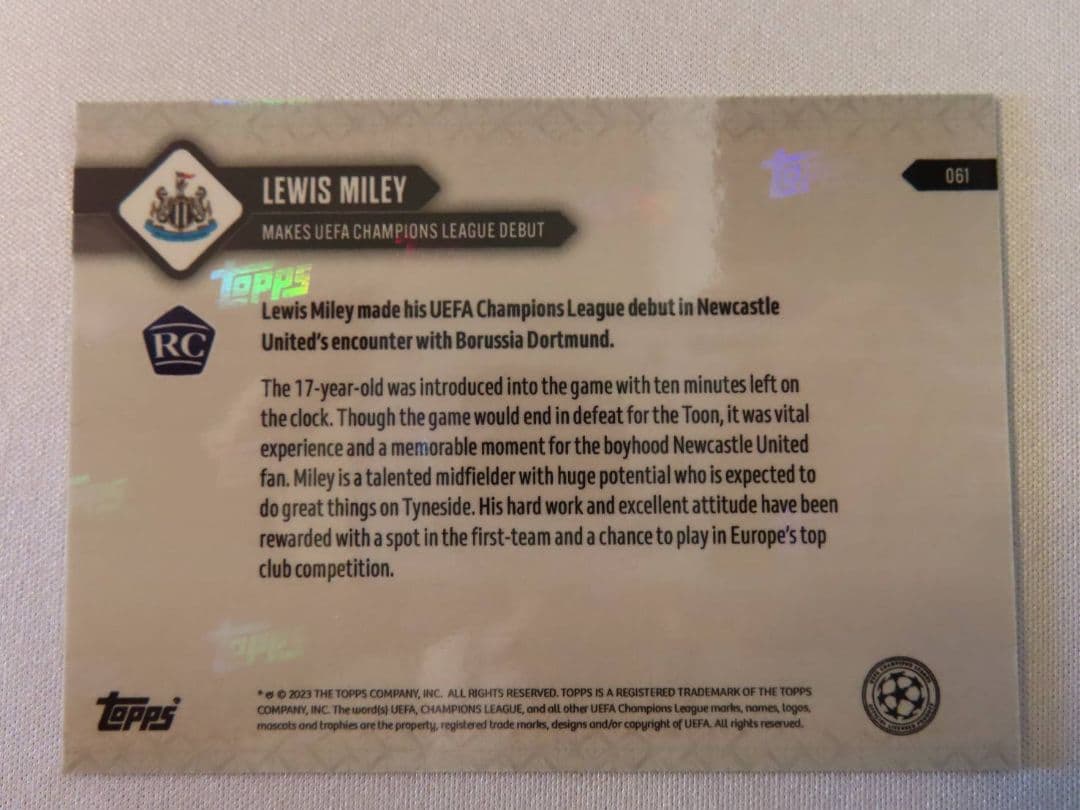 LEWIS MILEY
MAKES UEFA CHAMPIONS LEAGUE DEBUT
061
Topps
RC
Lewis Miley made his UEFA Champions League debut in Newcastle
United's encounter with Borussia Dortmund.
The 17-year-old was introduced into the game with ten minutes left on
the clock. Though the game would end in defeat for the Toon, it was vital
experience and a memorable moment for the boyhood Newcastle United
fan. Miley is a talented midfielder with huge potential who is expected to
do great things on Tyneside. His hard work and excellent attitude have been
rewarded with a spot in the first-team and a chance to play in Europe's top
club competition.
Topps
Topps
* © 2023 THE TOPPS COMPANY, INC. ALL RIGHTS RESERVED. TOPPS IS A REGISTERED TRADEMARK OF THE TOPPS
COMPANY, INC. The word(s) UEFA, CHAMPIONS LEAGUE, and all other UEFA Champions League marks, names, logos,
mascots and trophies are the property, registered trade marks, designs and/or copyright of UEFA. All rights reserved.